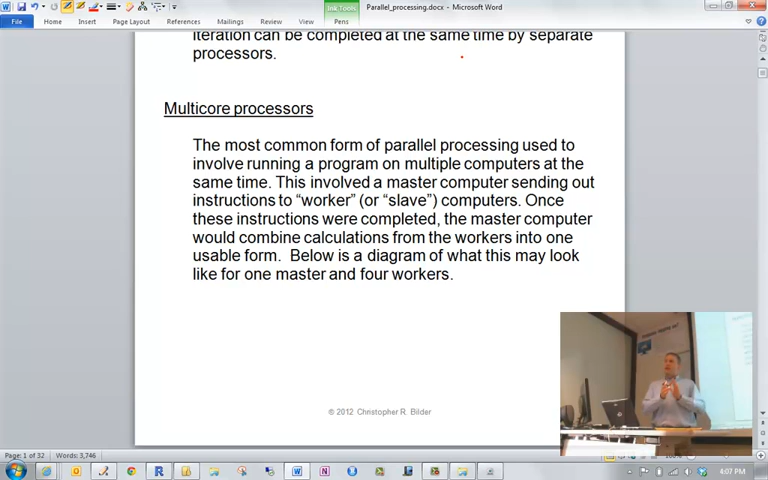 Ink Tools
Parallel_processing.docx - Microsoft Word
File
Home
Insert
Page Layout
References
Mailings
Review
View
Pens
iteration can be completed at the same time by separate
processors.
Multicore processors
The most common form of parallel processing used to
involve running a program on multiple computers at the
same time. This involved a master computer sending out
instructions to “worker” (or “slave”) computers. Once
these instructions were completed, the master computer
would combine calculations from the workers into one
usable form.  Below is a diagram of what this may look
like for one master and four workers.
© 2012 Christopher R. Bilder
Page: 1 of 32
Words: 3,746
4:07 PM